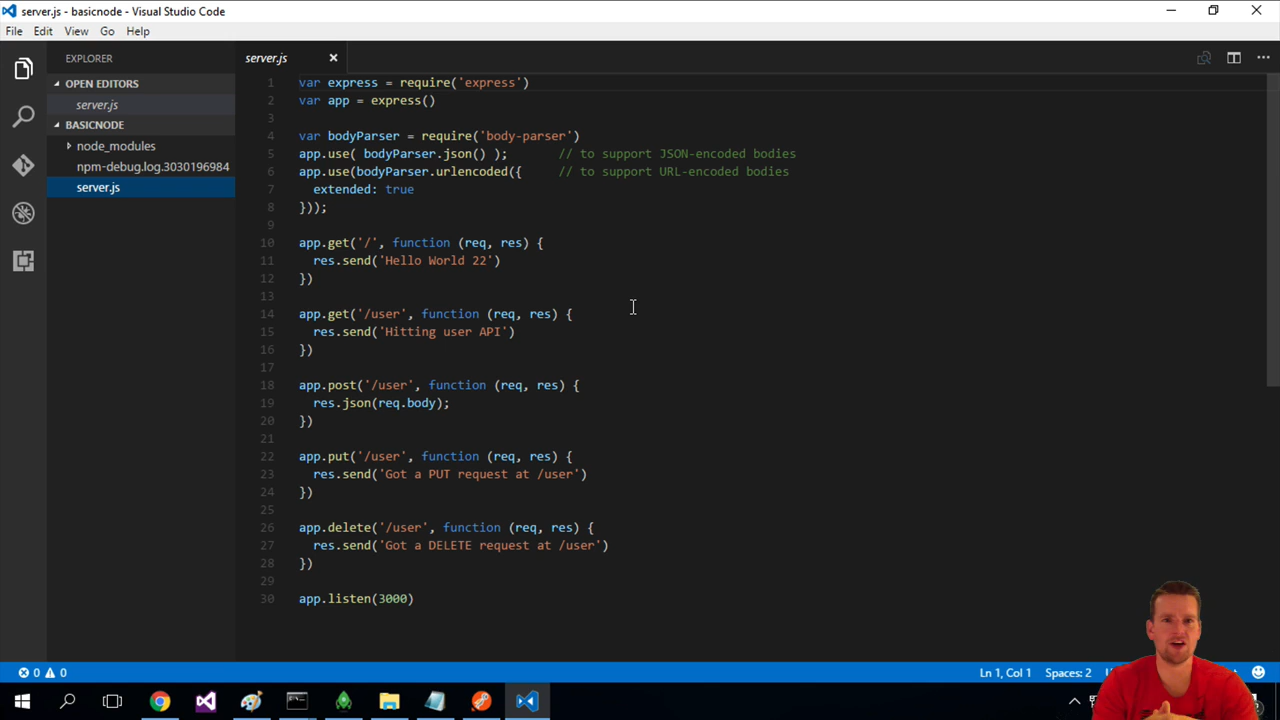 server.js - basicnode - Visual Studio Code
File Edit View Go Help
EXPLORER
OPEN EDITORS
server.js
BASICNODE
node_modules
npm-debug.log.3030196984
server.js
server.js
1 var express = require('express')
2 var app = express()
3
4 var bodyParser = require('body-parser')
5 app.use( bodyParser.json() ); // to support JSON-encoded bodies
6 app.use(bodyParser.urlencoded({ // to support URL-encoded bodies
7 extended: true
8 }));
9
10 app.get('/', function (req, res) {
11 res.send('Hello World 22')
12 })
13
14 app.get('/user', function (req, res) {
15 res.send('Hitting user API')
16 })
17
18 app.post('/user', function (req, res) {
19 res.json(req.body);
20 })
21
22 app.put('/user', function (req, res) {
23 res.send('Got a PUT request at /user')
24 })
25
26 app.delete('/user', function (req, res) {
27 res.send('Got a DELETE request at /user')
28 })
29
30 app.listen(3000)
0 0
Ln 1, Col 1 Spaces: 2